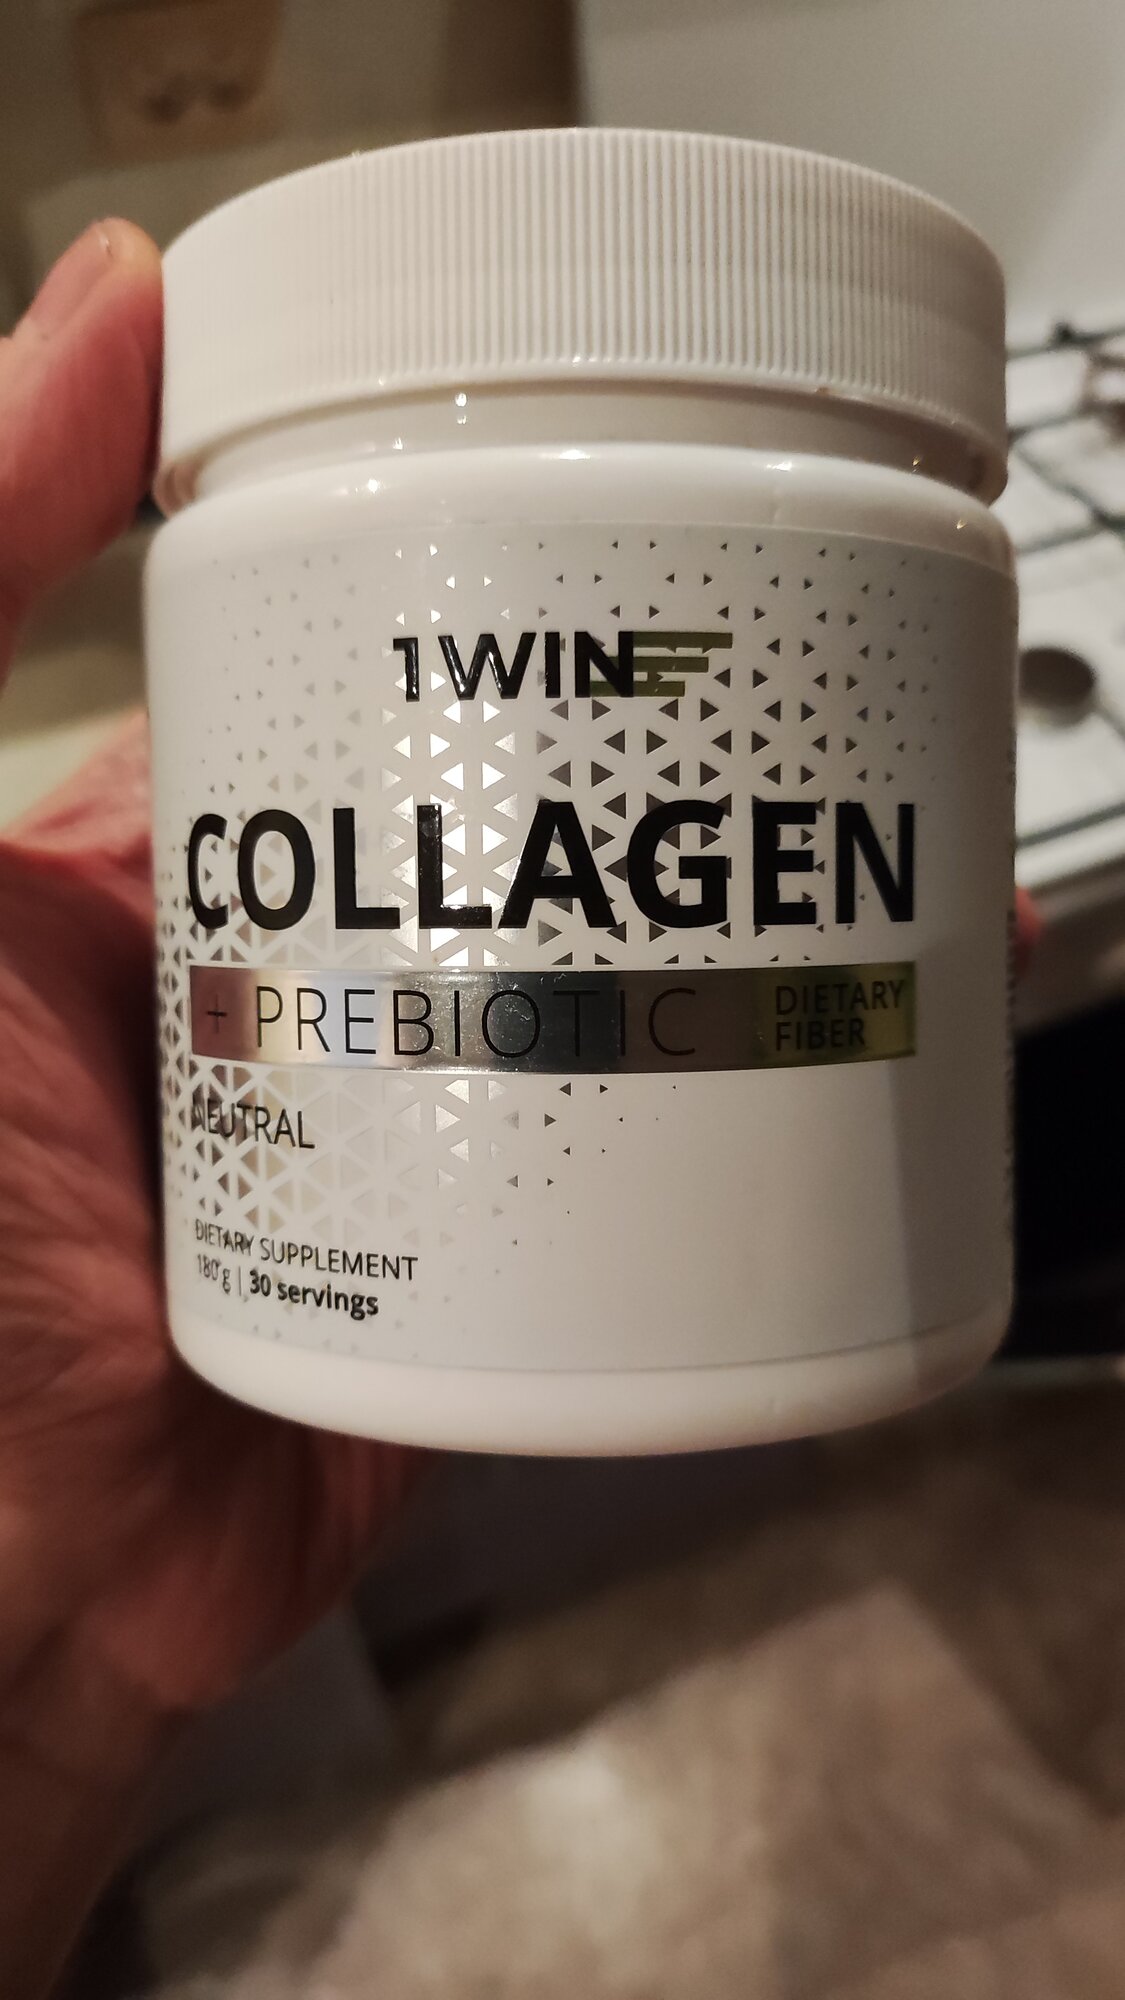 1WIN
COLLAGEN
+ PREBIOTIC
DIETARY
FIBER
NEUTRAL
DIETARY SUPPLEMENT
180 g | 30 servings